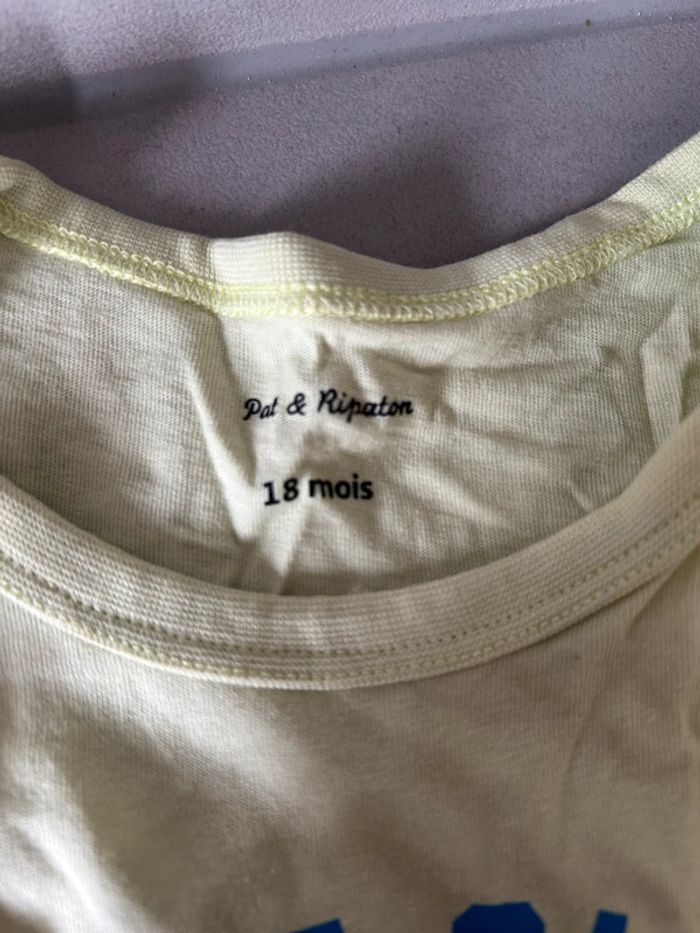 Pat & Ripaton
18 mois